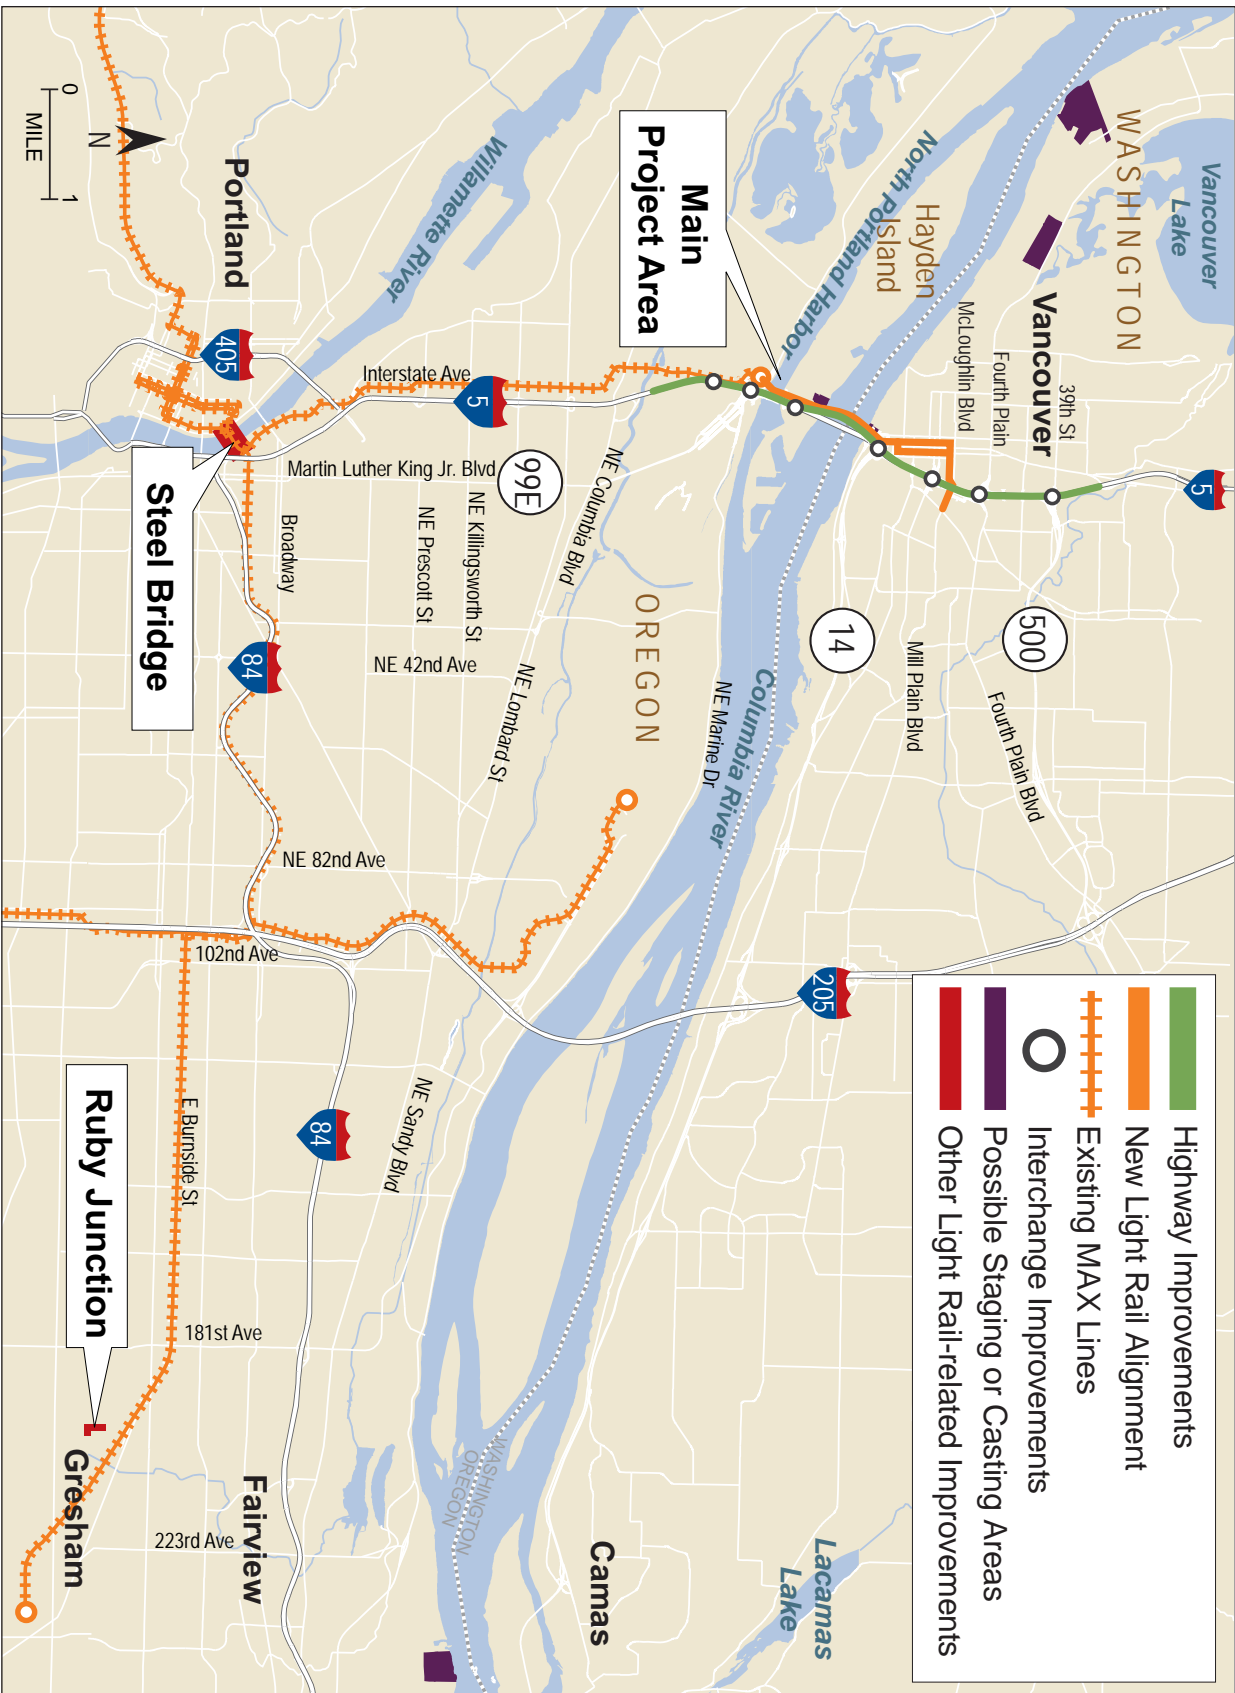 WASHINGTON
Vancouver
Lake
Vancouver
39th St
Fourth Plain
McLoughlin Blvd
Hayden
Island
North Portland Harbor
Main
Project Area
Willamette River
Portland
N
0
1
MILE
405
5
5
Interstate Ave
Martin Luther King Jr. Blvd
99E
NE Columbia Blvd
NE Killingsworth St
NE Prescott St
Broadway
Steel Bridge
84
NE 42nd Ave
NE Lombard St
OREGON
NE Marine Dr
Columbia River
14
500
Mill Plain Blvd
Fourth Plain Blvd
NE 82nd Ave
102nd Ave
205
84
NE Sandy Blvd
E Burnside St
181st Ave
Ruby Junction
Gresham
Fairview
223rd Ave
WASHINGTON
OREGON
Camas
Lacamas
Lake
Highway Improvements
New Light Rail Alignment
Existing MAX Lines
Interchange Improvements
Possible Staging or Casting Areas
Other Light Rail-related Improvements